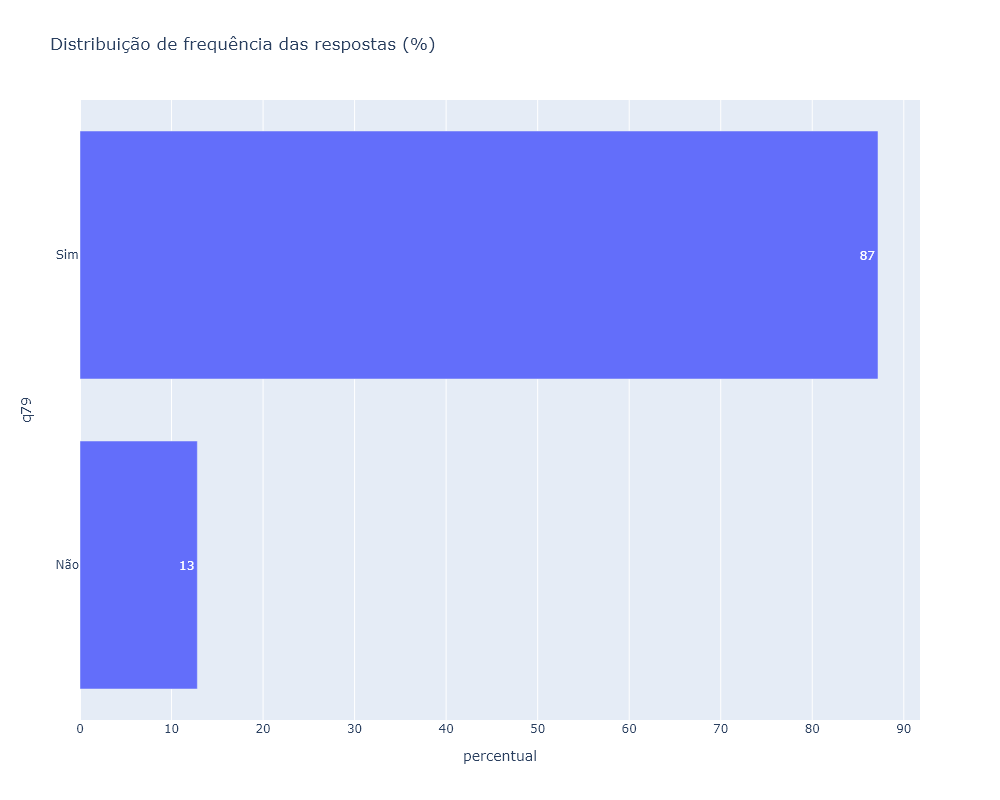 Distribuição de frequência das respostas (%)
Sim
87
q79
Não
13
0 10 20 30 40 50 60 70 80 90
percentual